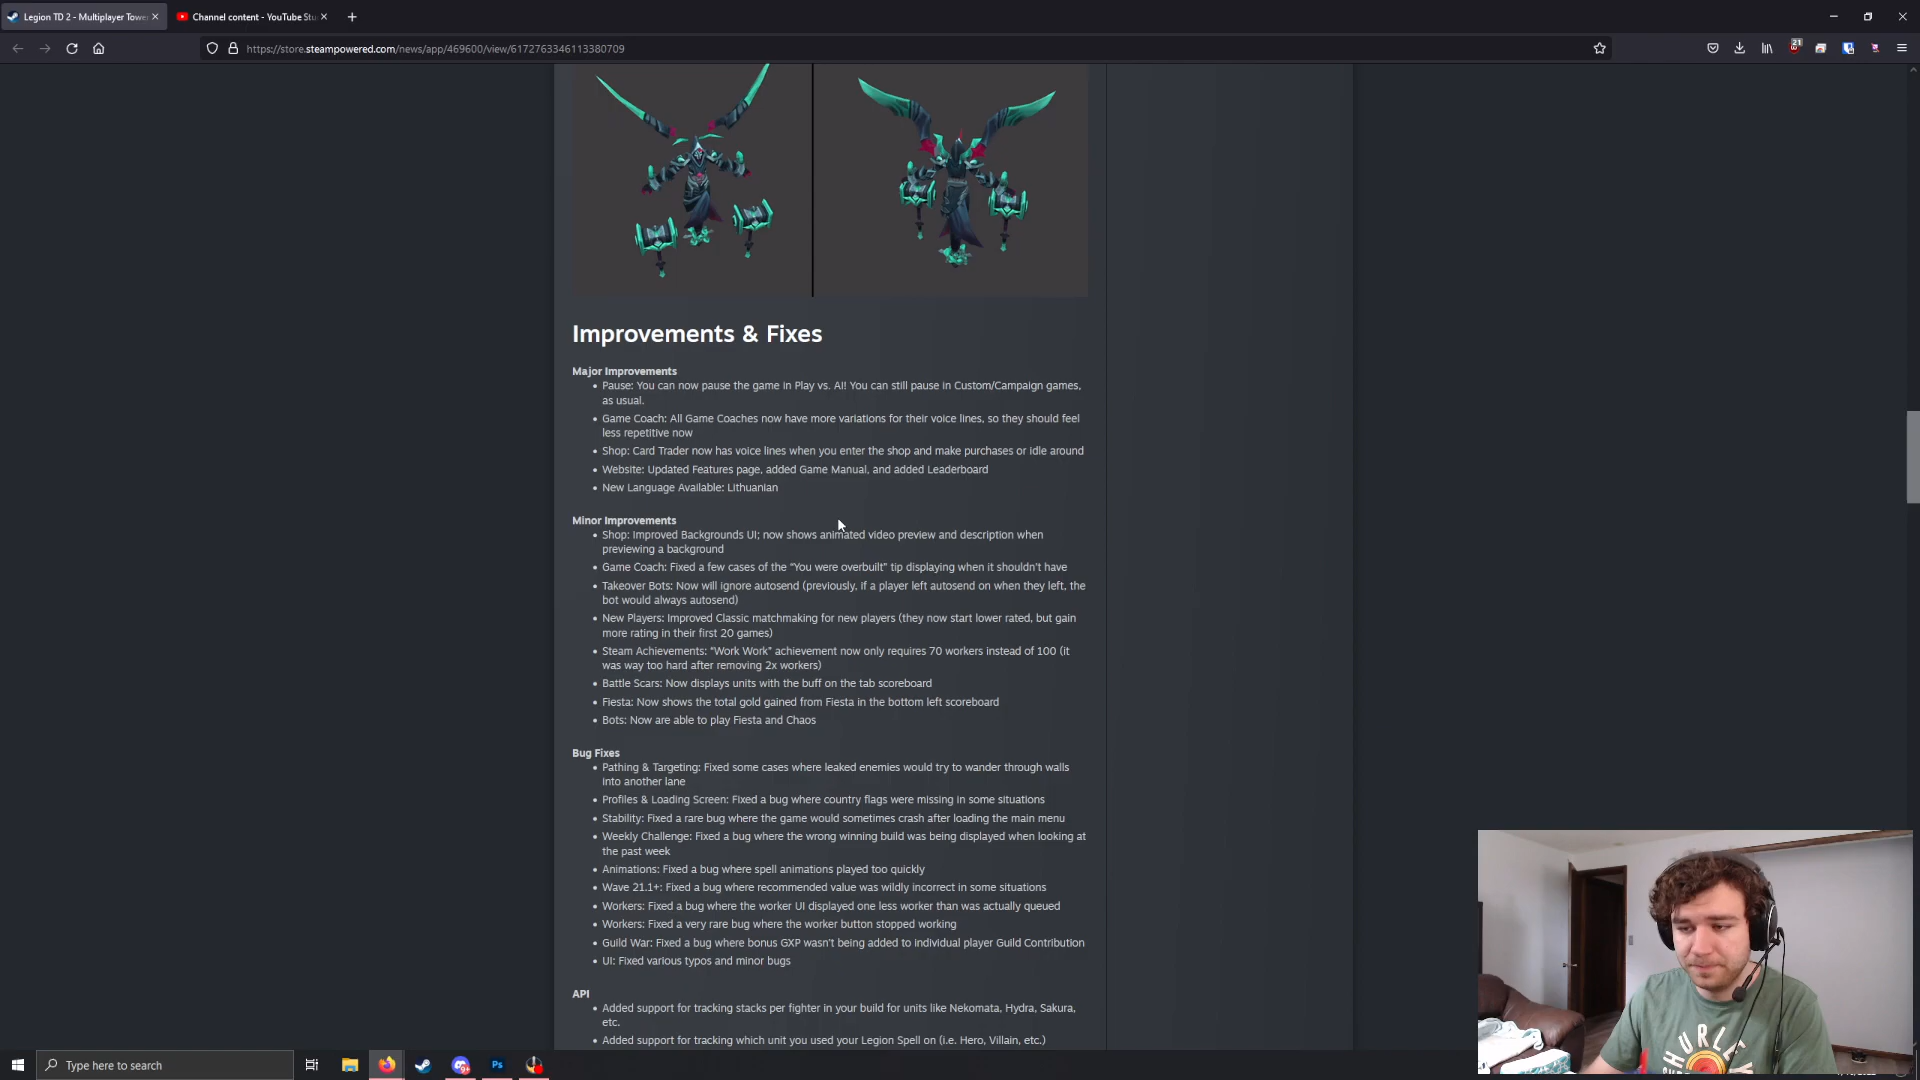 Legion TD 2 - Multiplayer Towe
Channel content - YouTube Stu
https://store.steampowered.com/news/app/469600/view/6172763346113380709
21
Improvements & Fixes
Major Improvements
• Pause: You can now pause the game in Play vs. AI! You can still pause in Custom/Campaign games,
as usual.
• Game Coach: All Game Coaches now have more variations for their voice lines, so they should feel
less repetitive now
• Shop: Card Trader now has voice lines when you enter the shop and make purchases or idle around
• Website: Updated Features page, added Game Manual, and added Leaderboard
• New Language Available: Lithuanian
Minor Improvements
• Shop: Improved Backgrounds UI; now shows animated video preview and description when
previewing a background
• Game Coach: Fixed a few cases of the “You were overbuilt” tip displaying when it shouldn’t have
• Takeover Bots: Now will ignore autosend (previously, if a player left autosend on when they left, the
bot would always autosend)
• New Players: Improved Classic matchmaking for new players (they now start lower rated, but gain
more rating in their first 20 games)
• Steam Achievements: “Work Work” achievement now only requires 70 workers instead of 100 (it
was way too hard after removing 2x workers)
• Battle Scars: Now displays units with the buff on the tab scoreboard
• Fiesta: Now shows the total gold gained from Fiesta in the bottom left scoreboard
• Bots: Now are able to play Fiesta and Chaos
Bug Fixes
• Pathing & Targeting: Fixed some cases where leaked enemies would try to wander through walls
into another lane
• Profiles & Loading Screen: Fixed a bug where country flags were missing in some situations
• Stability: Fixed a rare bug where the game would sometimes crash after loading the main menu
• Weekly Challenge: Fixed a bug where the wrong winning build was being displayed when looking at
the past week
• Animations: Fixed a bug where spell animations played too quickly
• Wave 21.1+: Fixed a bug where recommended value was wildly incorrect in some situations
• Workers: Fixed a bug where the worker UI displayed one less worker than was actually queued
• Workers: Fixed a very rare bug where the worker button stopped working
• Guild War: Fixed a bug where bonus GXP wasn’t being added to individual player Guild Contribution
• UI: Fixed various typos and minor bugs
API
• Added support for tracking stacks per fighter in your build for units like Nekomata, Hydra, Sakura,
etc.
• Added support for tracking which unit you used your Legion Spell on (i.e. Hero, Villain, etc.)
HURLEY
Type here to search
Ps